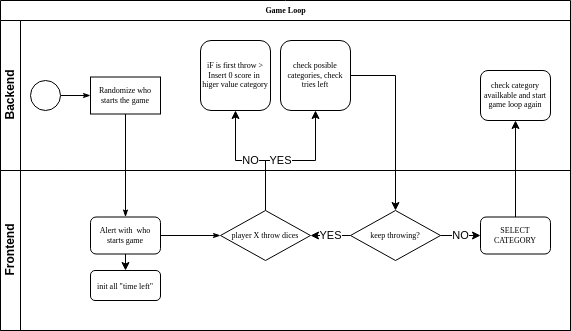 Game Loop
Backend
Randomize who
starts the game
iF is first throw >
Insert 0 score in
higer value category
check posible
categories, check
tries left
check category
availkable and start
game loop again
NO
YES
Frontend
Alert with  who
starts game
init all "time left"
player X throw dices
YES
keep throwing?
NO
SELECT
CATEGORY